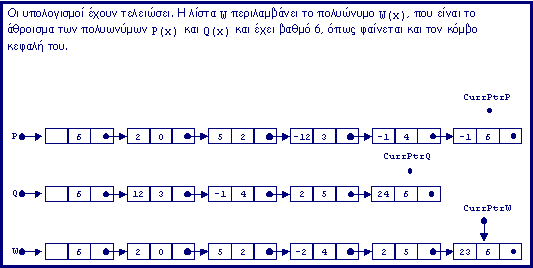 Οι υπολογισμοί έχουν τελειώσει. Η λίστα W περιλαμβάνει το πολυώνυμο W(x), που είναι το
άθροισμα των πολυωνύμων P(x) και Q(x) και έχει βαθμό 6, όπως φαίνεται και τον κόμβο
κεφαλή του.
CurrPtrP
P 6 2 0 5 2 -12 3 -1 4 -1 6
CurrPtrQ
Q 6 12 3 -1 4 2 5 24 6
CurrPtrW
W 6 2 0 5 2 -2 4 2 5 23 6